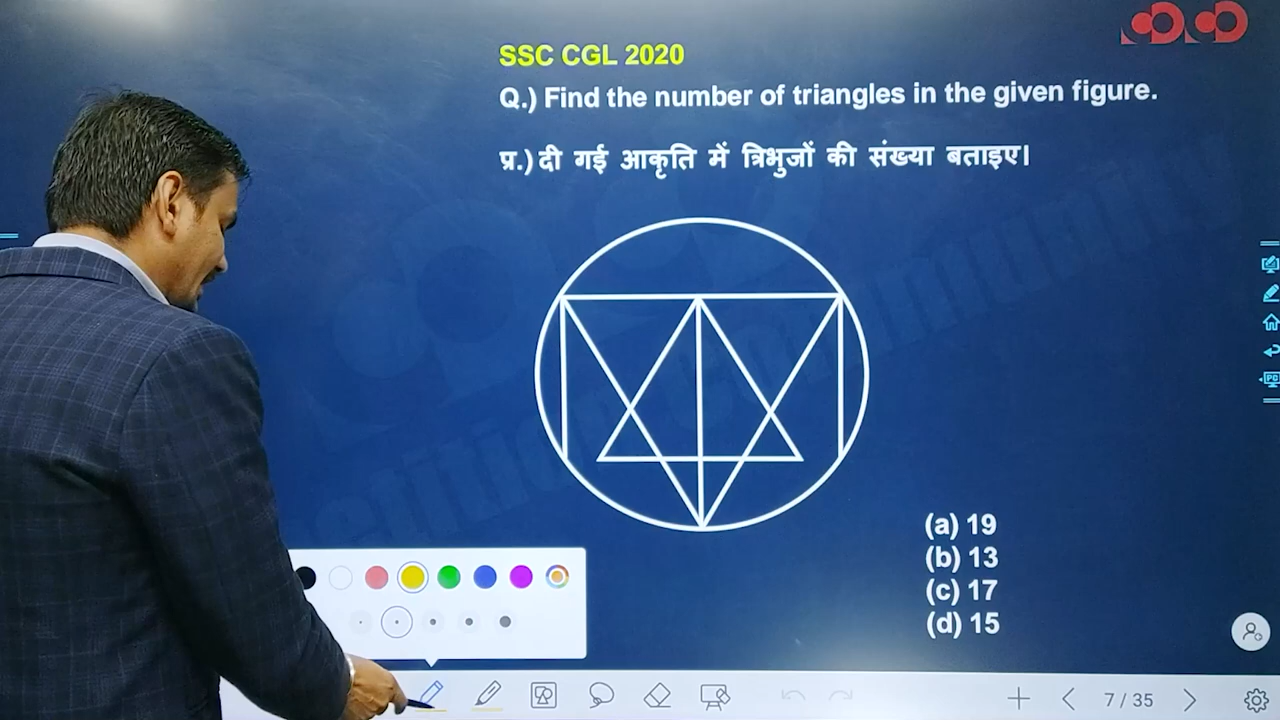 SSC CGL 2020
Q.) Find the number of triangles in the given figure.
प्र.) दी गई आकृति में त्रिभुजों की संख्या बताइए।
(a) 19
(b) 13
(c) 17
(d) 15
7 / 35